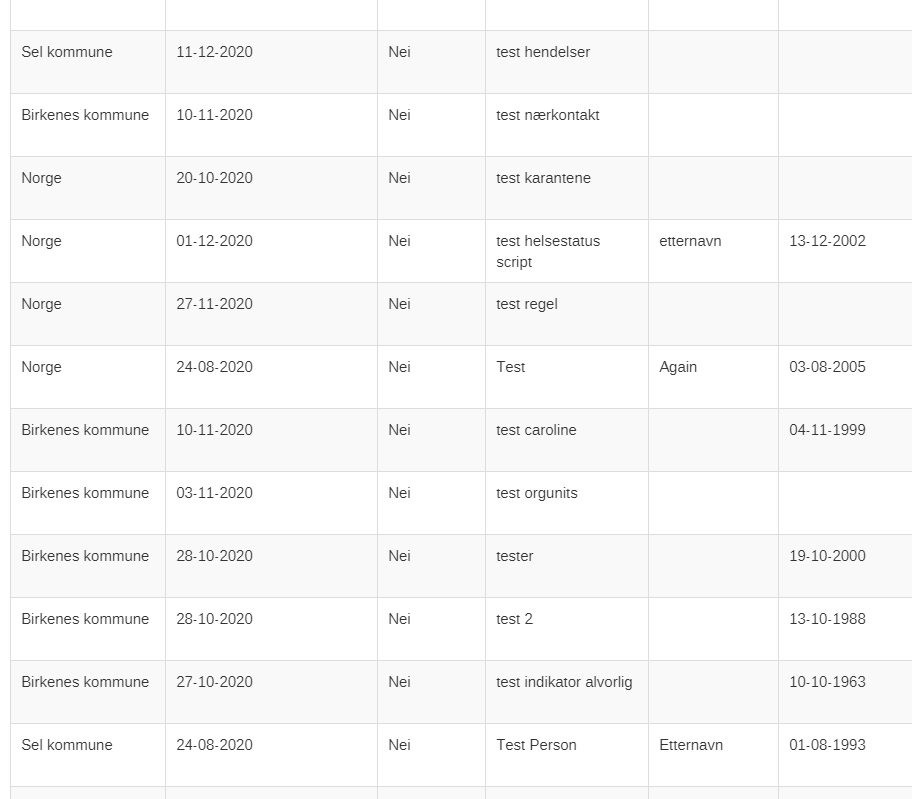 Sel kommune 11-12-2020 Nei test hendelser
Birkenes kommune 10-11-2020 Nei test nærkontakt
Norge 20-10-2020 Nei test karantene
Norge 01-12-2020 Nei test helsestatus etternavn 13-12-2002
script
Norge 27-11-2020 Nei test regel
Norge 24-08-2020 Nei Test Again 03-08-2005
Birkenes kommune 10-11-2020 Nei test caroline 04-11-1999
Birkenes kommune 03-11-2020 Nei test orgunits
Birkenes kommune 28-10-2020 Nei tester 19-10-2000
Birkenes kommune 28-10-2020 Nei test 2 13-10-1988
Birkenes kommune 27-10-2020 Nei test indikator alvorlig 10-10-1963
Sel kommune 24-08-2020 Nei Test Person Etternavn 01-08-1993